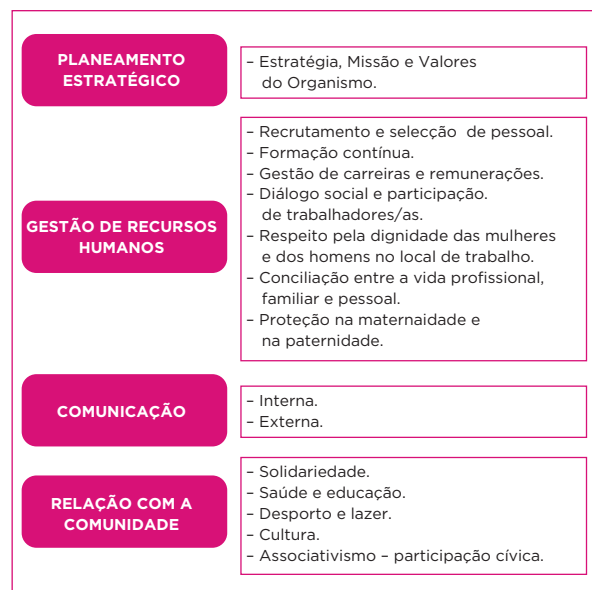 PLANEAMENTO
ESTRATÉGICO
– Estratégia, Missão e Valores
do Organismo.
GESTÃO DE RECURSOS
HUMANOS
– Recrutamento e selecção de pessoal.
– Formação contínua.
– Gestão de carreiras e remunerações.
– Diálogo social e participação.
de trabalhadores/as.
– Respeito pela dignidade das mulheres
e dos homens no local de trabalho.
– Conciliação entre a vida profissional,
familiar e pessoal.
– Proteção na maternaidade e
na paternidade.
COMUNICAÇÃO
– Interna.
– Externa.
RELAÇÃO COM A
COMUNIDADE
– Solidariedade.
– Saúde e educação.
– Desporto e lazer.
– Cultura.
– Associativismo – participação cívica.